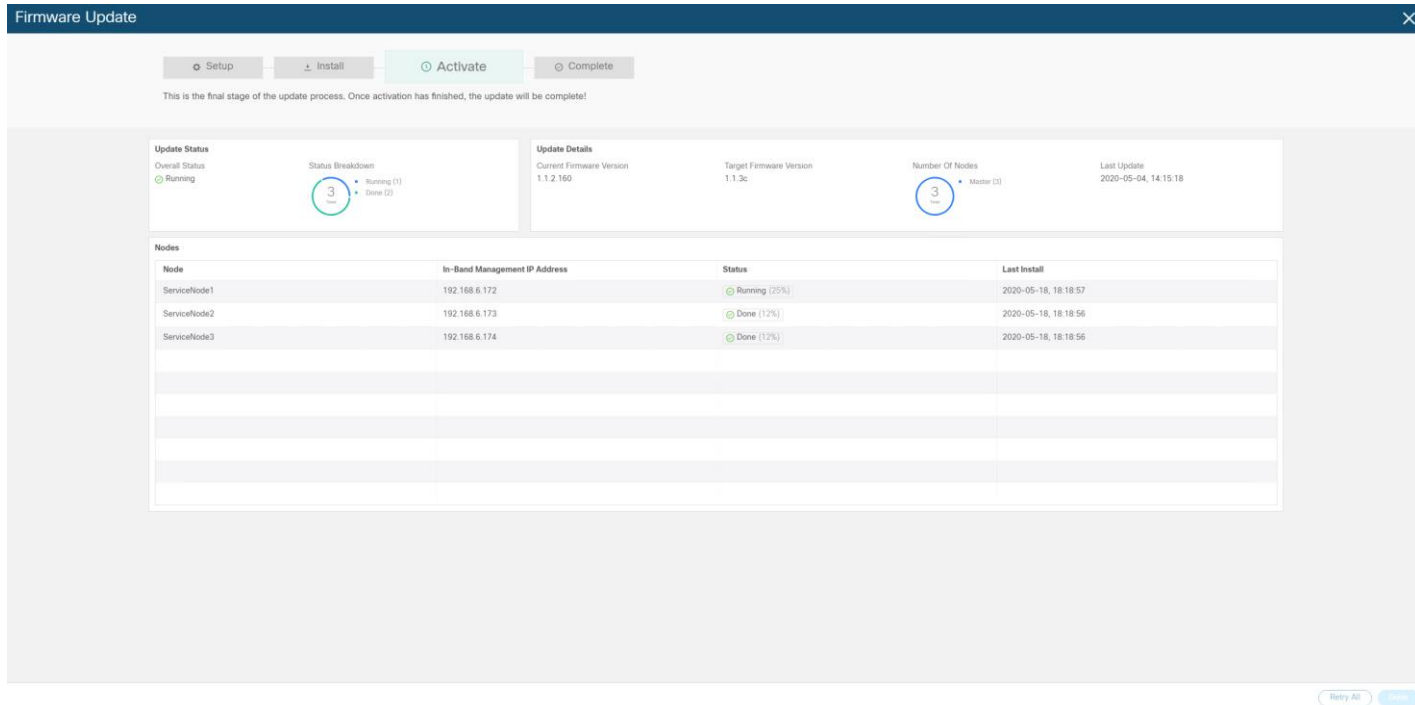 Firmware Update
Setup
Install
Activate
Complete
This is the final stage of the update process. Once activation has finished, the update will be complete!
Update Status
Overall Status
Running
Status Breakdown
3
Total
Running (1)
Done (2)
Update Details
Current Firmware Version
1.1.2.160
Target Firmware Version
1.1.3c
Number Of Nodes
3
Total
Master (3)
Last Update
2020-05-04, 14:15:18
Nodes
Node In-Band Management IP Address Status Last Install
ServiceNode1 192.168.6.172 Running (25%) 2020-05-18, 18:18:57
ServiceNode2 192.168.6.173 Done (12%) 2020-05-18, 18:18:56
ServiceNode3 192.168.6.174 Done (12%) 2020-05-18, 18:18:56
Retry All
Done